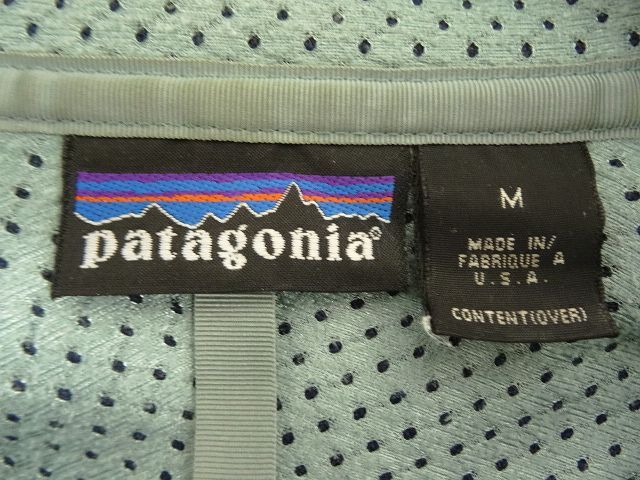 patagonia®
M
MADE IN/
FABRIQUE A
U.S.A.
CONTENT(OVER)